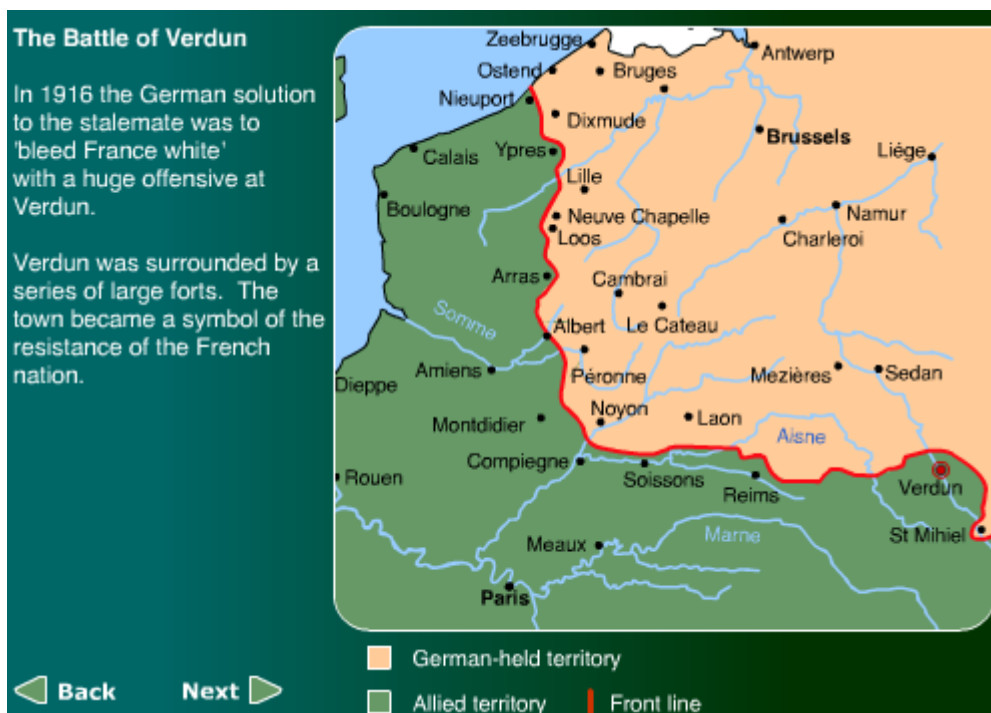 The Battle of Verdun
In 1916 the German solution
to the stalemate was to
'bleed France white'
with a huge offensive at
Verdun.
Verdun was surrounded by a
series of large forts. The
town became a symbol of the
resistance of the French
nation.
Zeebrugge
Antwerp
Ostend
Bruges
Nieuport
Dixmude
Brussels
Calais
Ypres
Liége
Lille
Boulogne
Neuve Chapelle
Namur
Loos
Charleroi
Arras
Cambrai
Somme
Albert
Le Cateau
Amiens
Péronne
Mezières
Sedan
Dieppe
Noyon
Laon
Montdidier
Aisne
Compiegne
Soissons
Rouen
Reims
Verdun
Meaux
Marne
St Mihiel
Paris
German-held territory
Back
Next
Allied territory
Front line